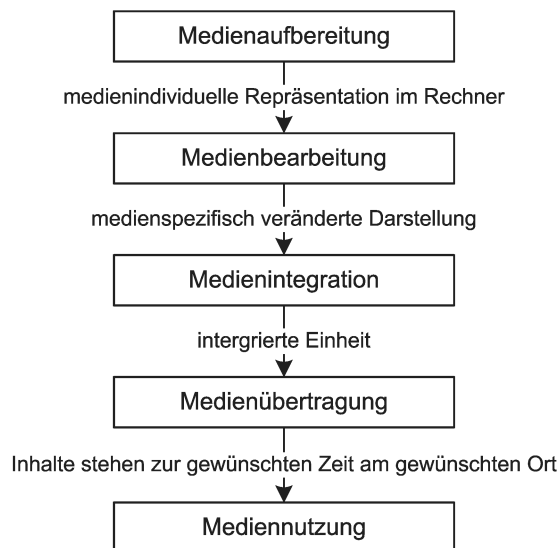 Medienaufbereitung
medienindividuelle Repräsentation im Rechner
Medienbearbeitung
medienspezifisch veränderte Darstellung
Medienintegration
intergrierte Einheit
Medienübertragung
Inhalte stehen zur gewünschten Zeit am gewünschten Ort
Mediennutzung